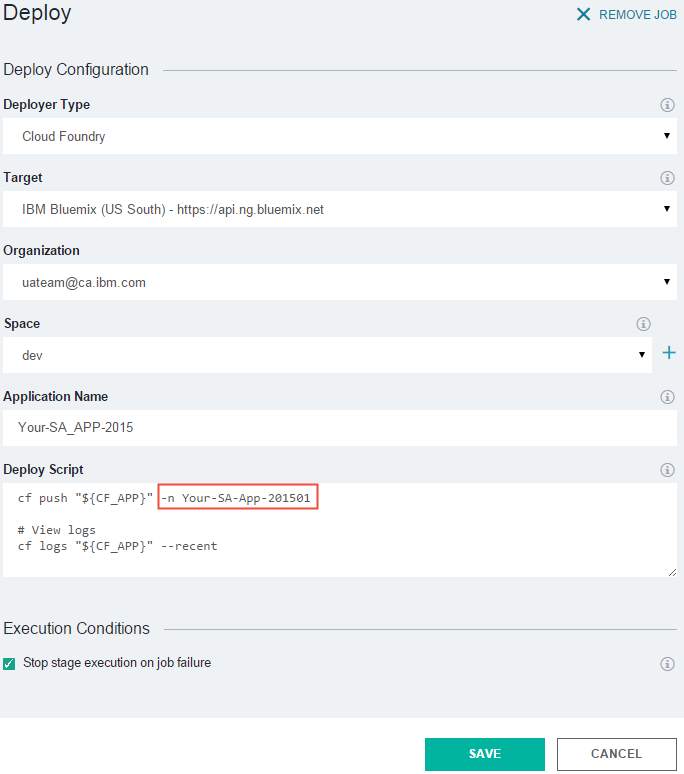 Deploy
REMOVE JOB
Deploy Configuration
Deployer Type
Cloud Foundry
Target
IBM Bluemix (US South) - https://api.ng.bluemix.net
Organization
uateam@ca.ibm.com
Space
dev
Application Name
Your-SA_APP-2015
Deploy Script
cf push "${CF_APP}" -n Your-SA-App-201501
# View logs
cf logs "${CF_APP}" --recent
Execution Conditions
Stop stage execution on job failure
SAVE
CANCEL